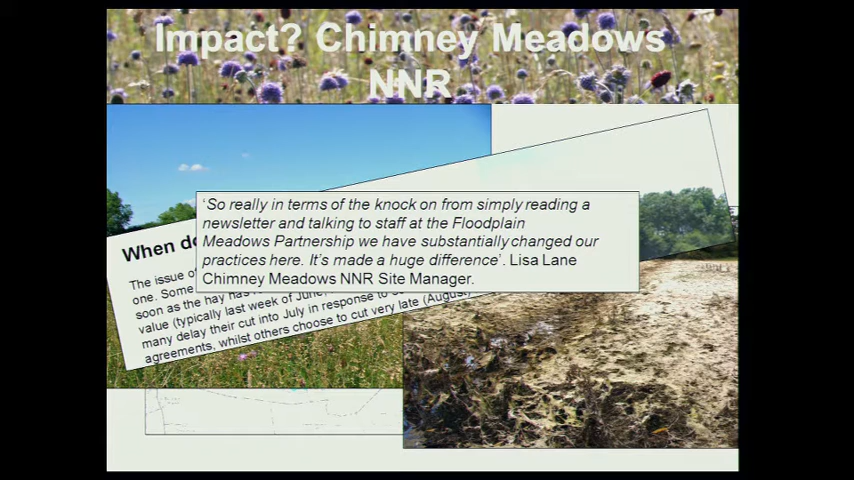 Impact? Chimney Meadows
NNR
'So really in terms of the knock on from simply reading a
newsletter and talking to staff at the Floodplain
Meadows Partnership we have substantially changed our
practices here. It's made a huge difference'. Lisa Lane
Chimney Meadows NNR Site Manager.
When do
The issue of
one. Some
soon as the hay has
value (typically last week of June,
many delay their cut into July in response to
agreements, whilst others choose to cut very late (August)